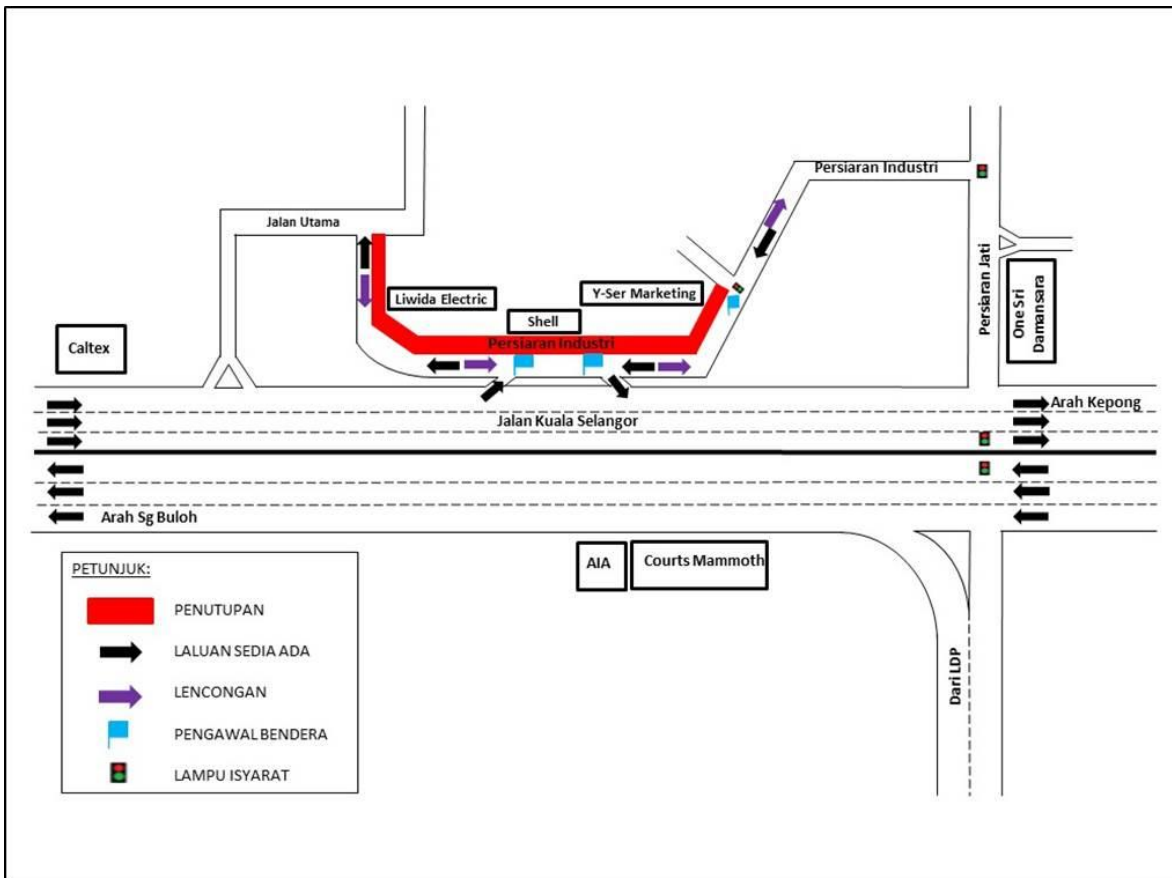 Persiaran Industri
Jalan Utama
Persiaran Jati
One Sri
Damansara
Liwida Electric
Y-Ser Marketing
Shell
Persiaran Industri
Caltex
Arah Kepong
Jalan Kuala Selangor
Arah Sg Buloh
AIA
Courts Mammoth
Dari LDP
PETUNJUK:
PENUTUPAN
LALUAN SEDIA ADA
LENCONGAN
PENGAWAL BENDERA
LAMPU ISYARAT